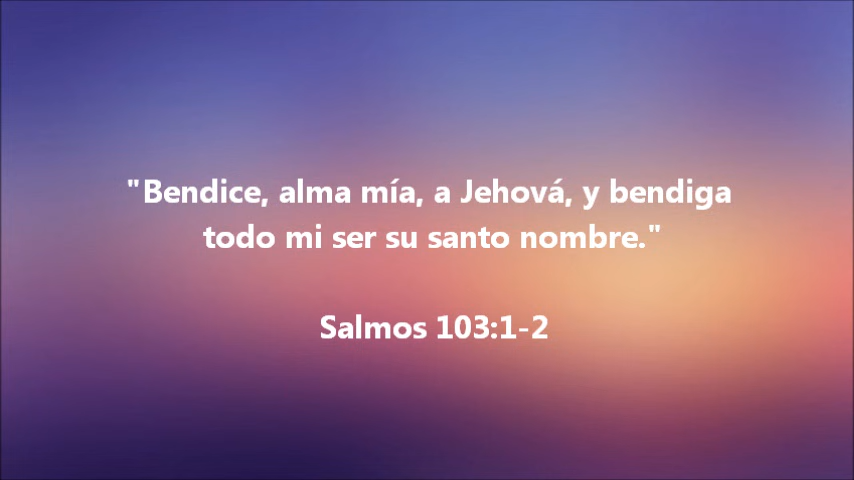 "Bendice, alma mía, a Jehová, y bendiga
todo mi ser su santo nombre."
Salmos 103:1-2